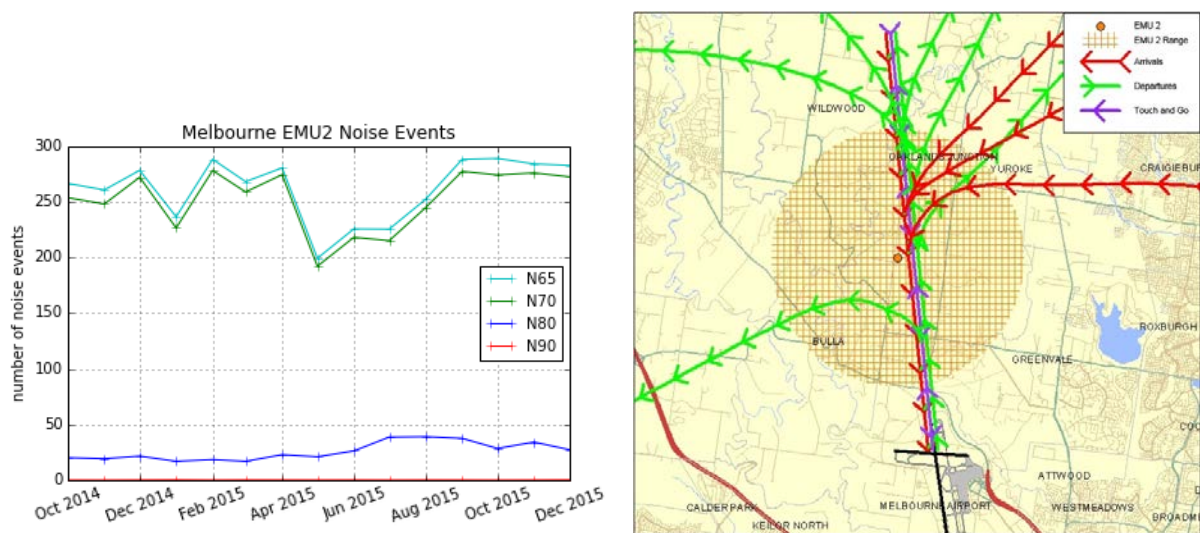 Melbourne EMU2 Noise Events
number of noise events
300
250
200
150
100
50
0
N65
N70
N80
N90
Oct 2014
Dec 2014
Feb 2015
Apr 2015
Jun 2015
Aug 2015
Oct 2015
Dec 2015
EMU 2
EMU 2 Range
Arrivals
Departures
Touch and Go
WILDWOOD
OAKLANDS JUNCTION
YUROKE
CRAIGIEBUR
ROXBURGH
BULLA
GREENVALE
COO
ATTWOOD
CALDER PARK
MELBOURNE AIRPORT
WESTMEADOWS
KEILOR NORTH
BROADM